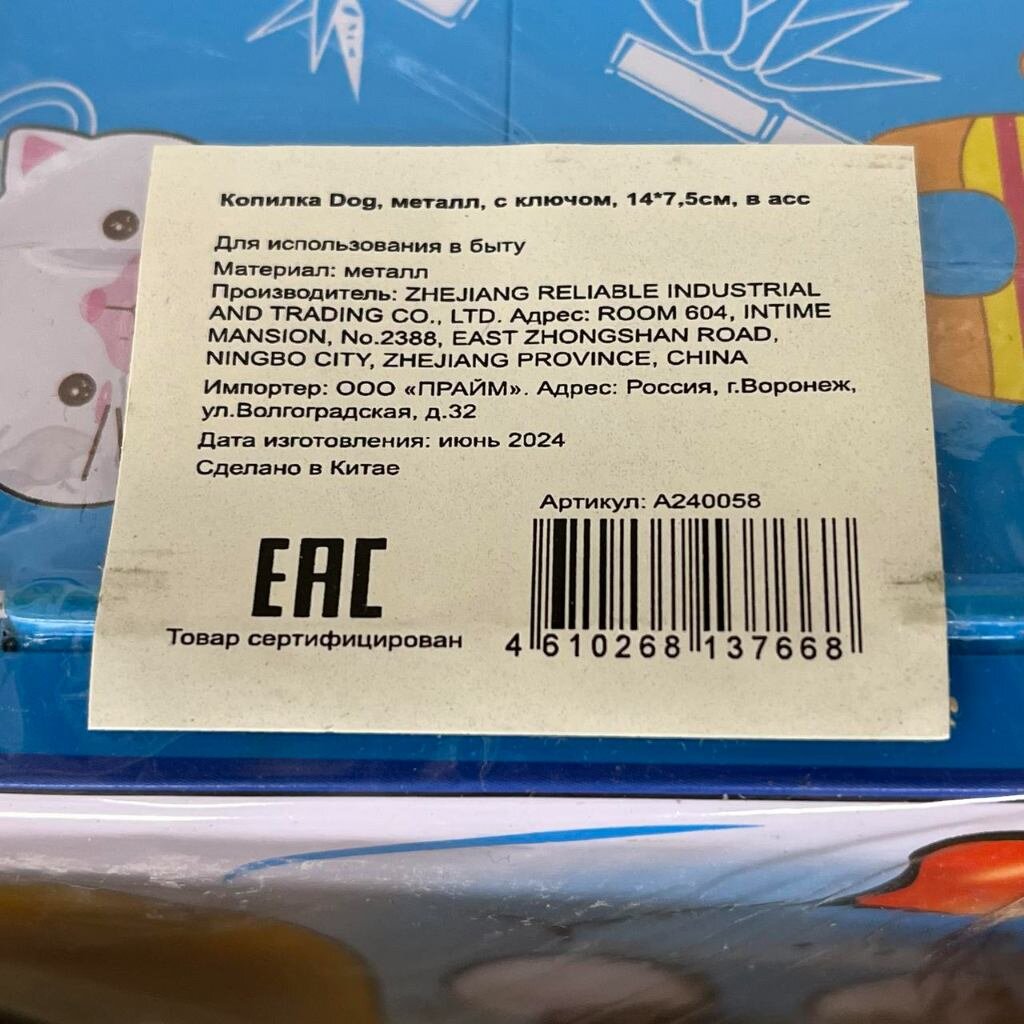 Копилка Dog, металл, с ключом, 14*7,5см, в асс
Для использования в быту
Материал: металл
Производитель: ZHEJIANG RELIABLE INDUSTRIAL
AND TRADING CO., LTD. Адрес: ROOM 604, INTIME
MANSION, No.2388, EAST ZHONGSHAN ROAD,
NINGBO CITY, ZHEJIANG PROVINCE, CHINA
Импортер: ООО «ПРАЙМ». Адрес: Россия, г.Воронеж,
ул.Волгоградская, д.32
Дата изготовления: июнь 2024
Сделано в Китае
Артикул: A240058
EAC
Товар сертифицирован
4 610268 137668